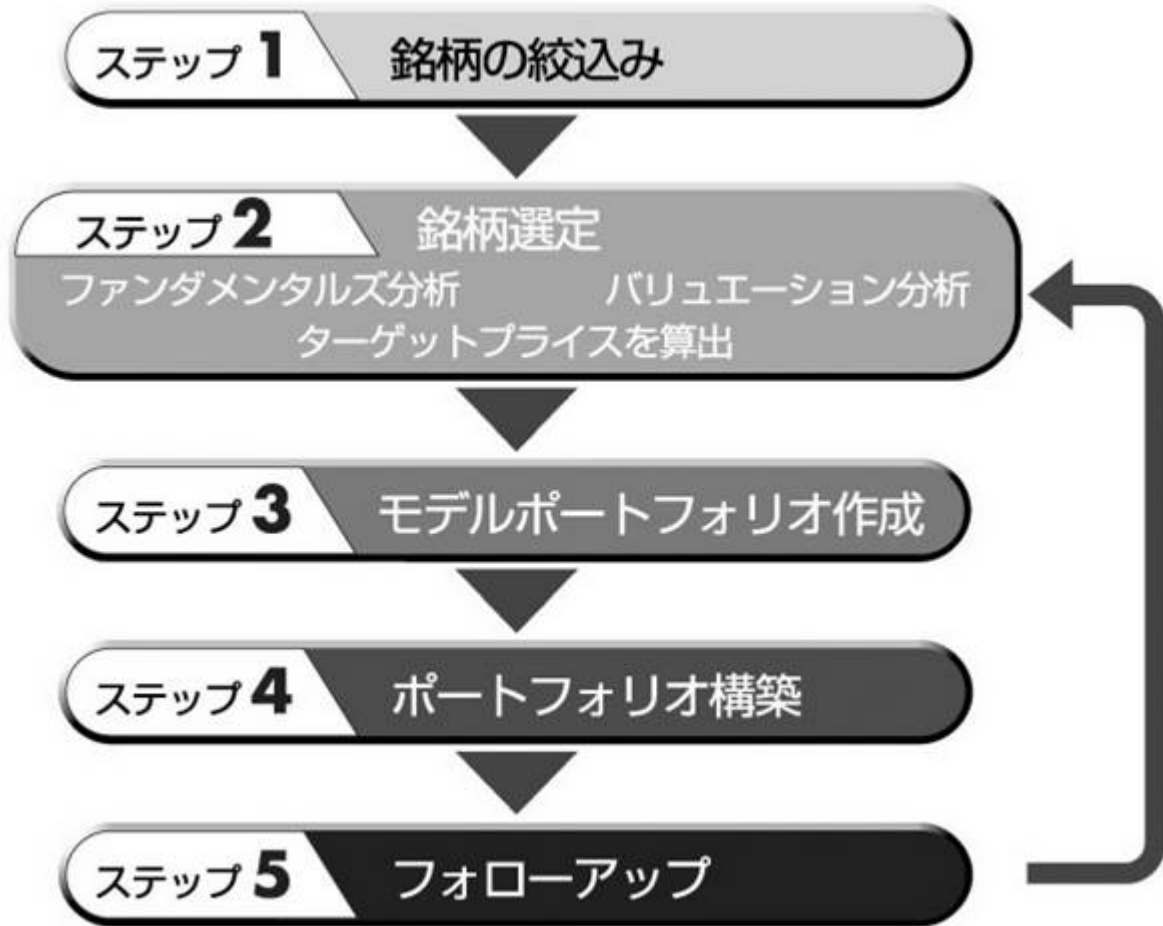 ステップ 1 銘柄の絞込み
ステップ 2 銘柄選定
ファンダメンタルズ分析 バリュエーション分析
ターゲットプライスを算出
ステップ 3 モデルポートフォリオ作成
ステップ 4 ポートフォリオ構築
ステップ 5 フォローアップ